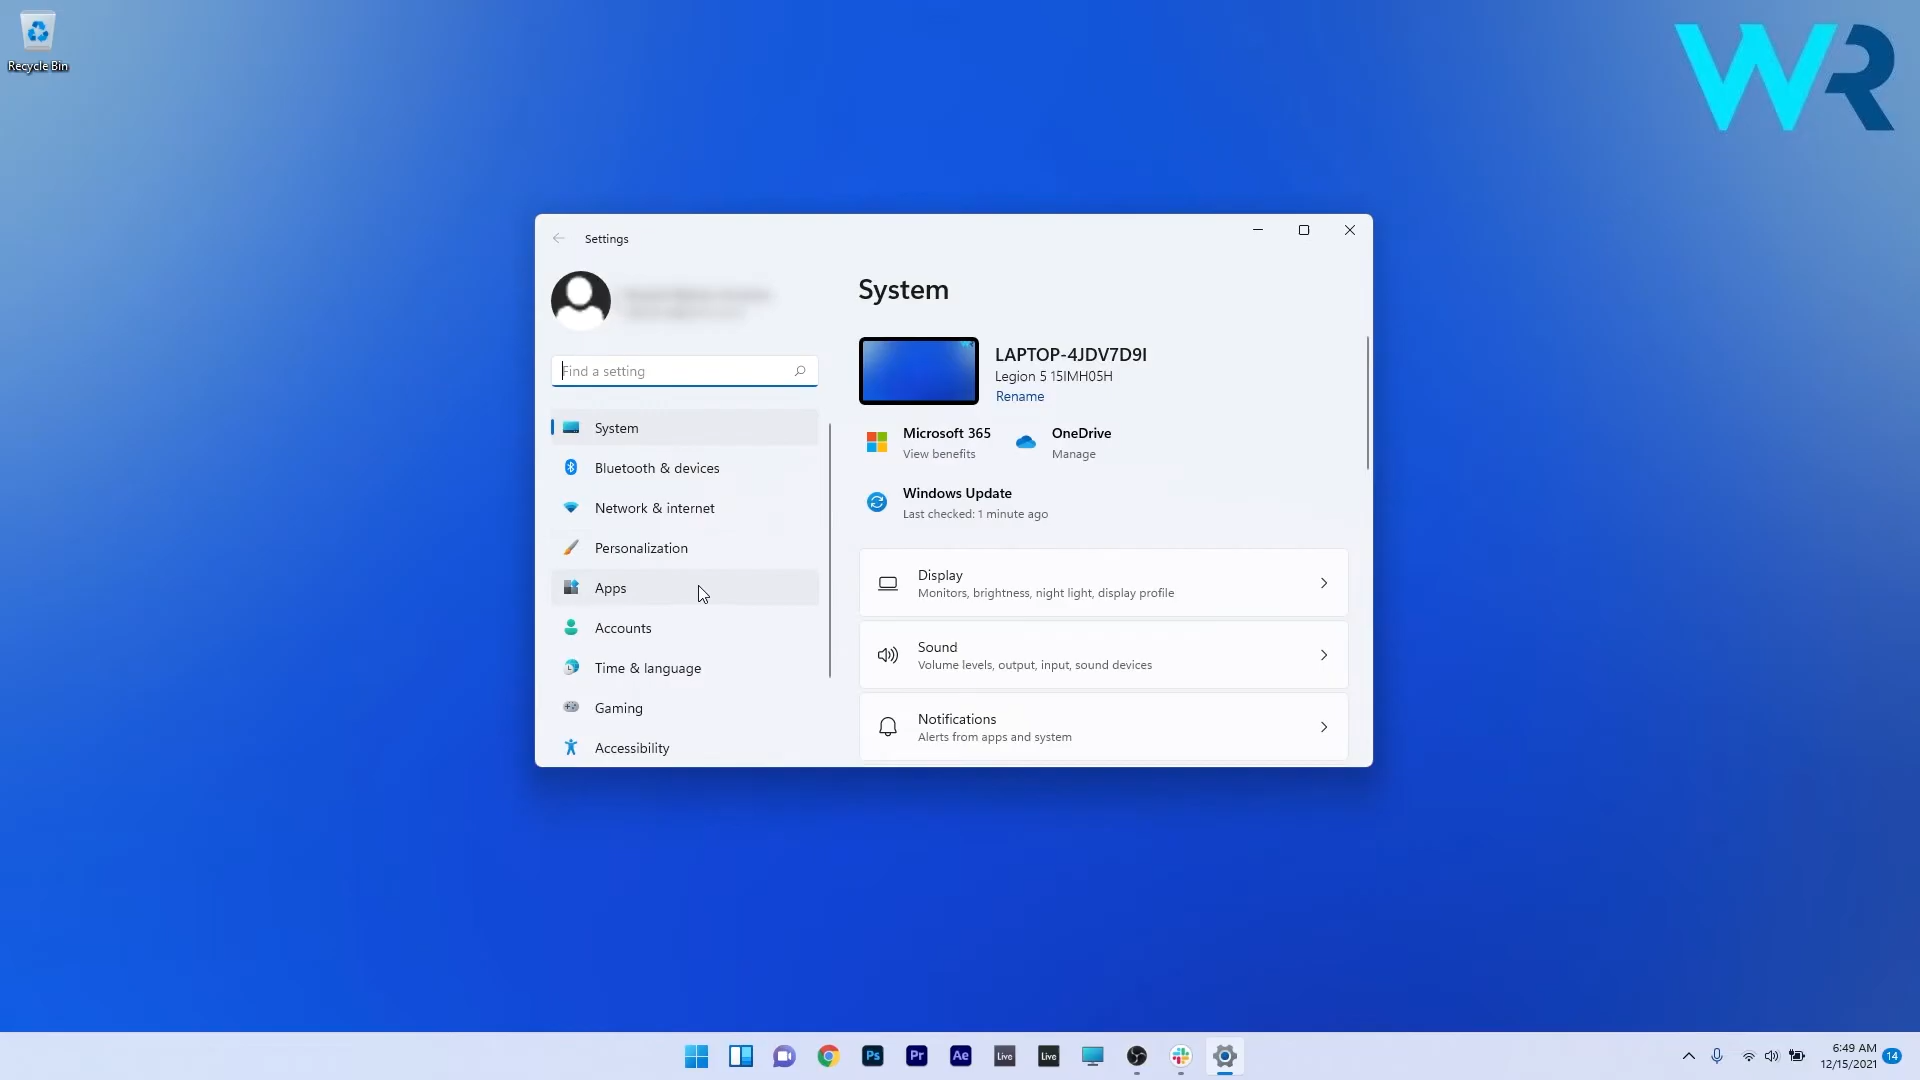 Recycle Bin
WR
Settings
System
Find a setting
LAPTOP-4JDV7D9I
Legion 5 15IMH05H
Rename
Microsoft 365
View benefits
OneDrive
Manage
Windows Update
Last checked: 1 minute ago
System
Bluetooth & devices
Network & internet
Personalization
Apps
Accounts
Time & language
Gaming
Accessibility
Display
Monitors, brightness, night light, display profile
Sound
Volume levels, output, input, sound devices
Notifications
Alerts from apps and system
Ps
Pr
Ae
Live
Live
6:49 AM
12/15/2021
14